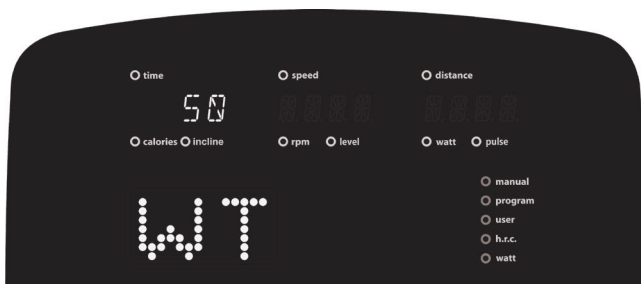 time speed distance
50
calories incline rpm level watt pulse
WT
manual
program
user
h.r.c.
watt